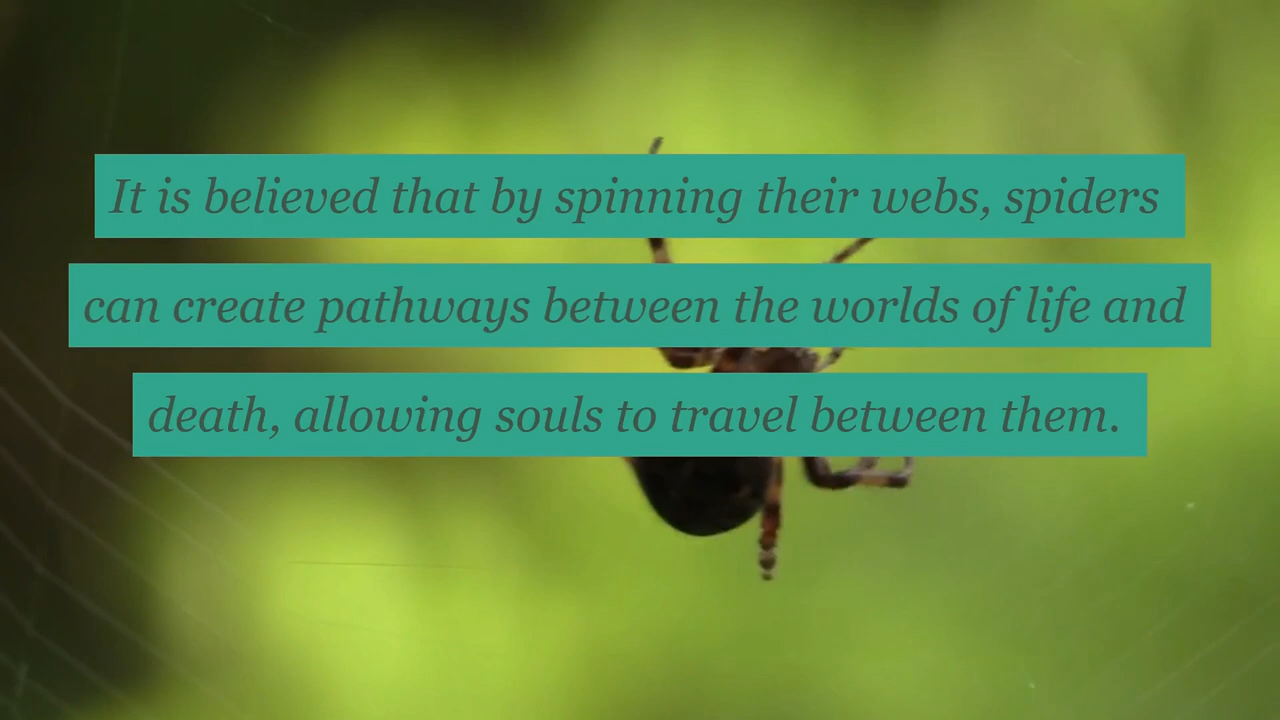 It is believed that by spinning their webs, spiders
can create pathways between the worlds of life and
death, allowing souls to travel between them.